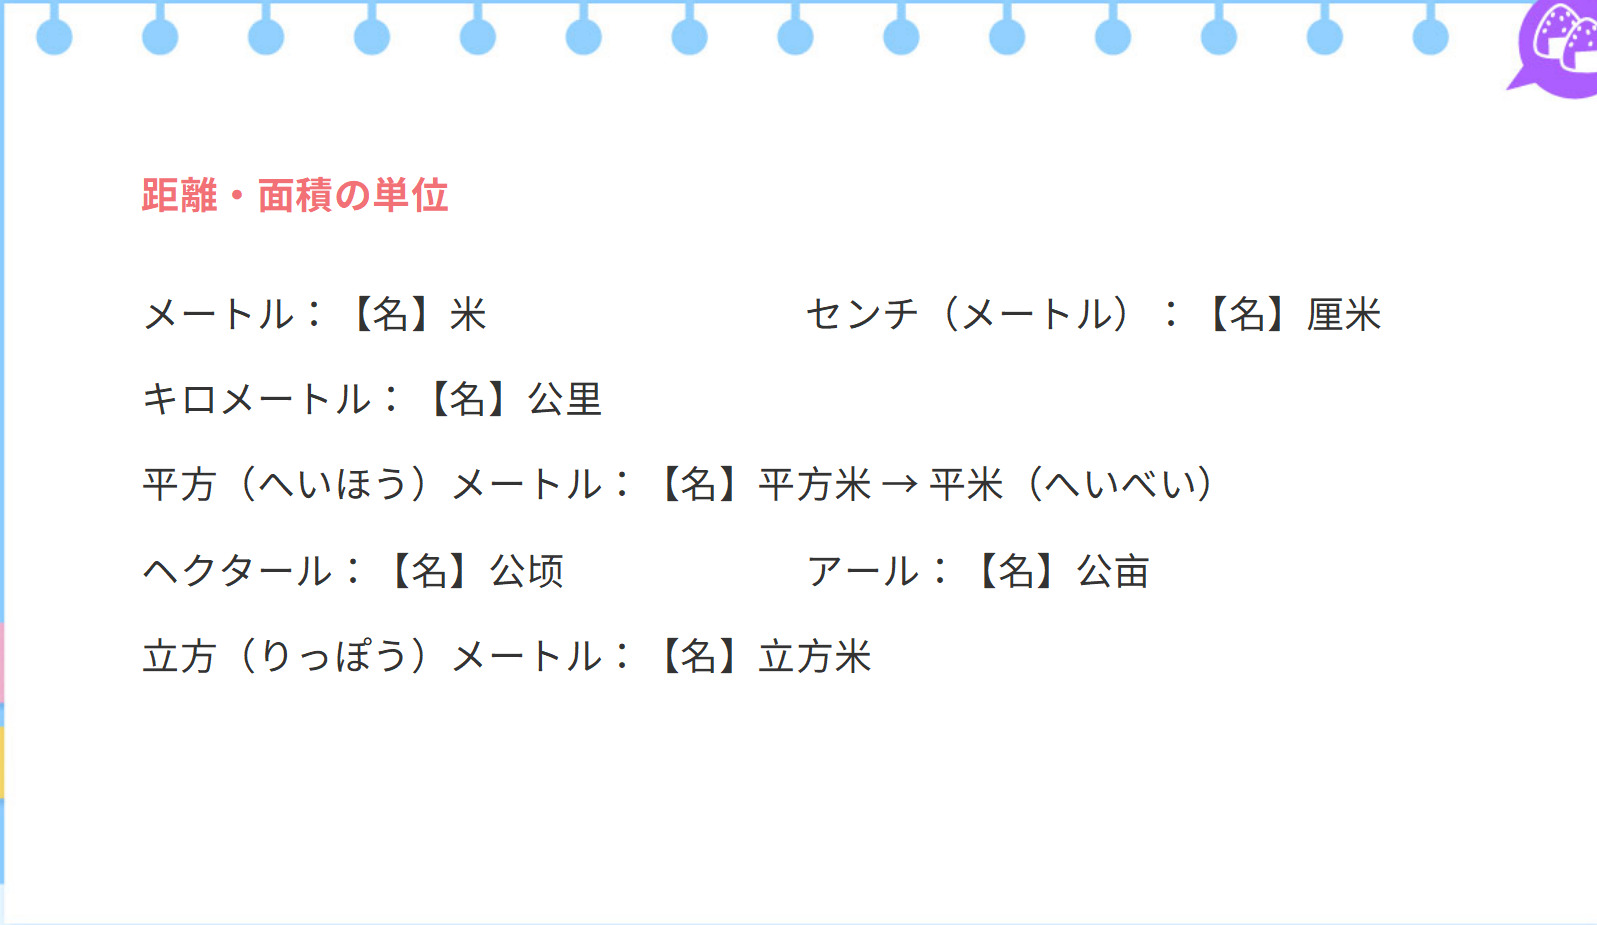 距離・面積の単位
メートル：【名】米　センチ（メートル）：【名】厘米
キロメートル：【名】公里
平方（へいほう）メートル：【名】平方米 → 平米（へいべい）
ヘクタール：【名】公顷　アール：【名】公亩
立方（りっぽう）メートル：【名】立方米